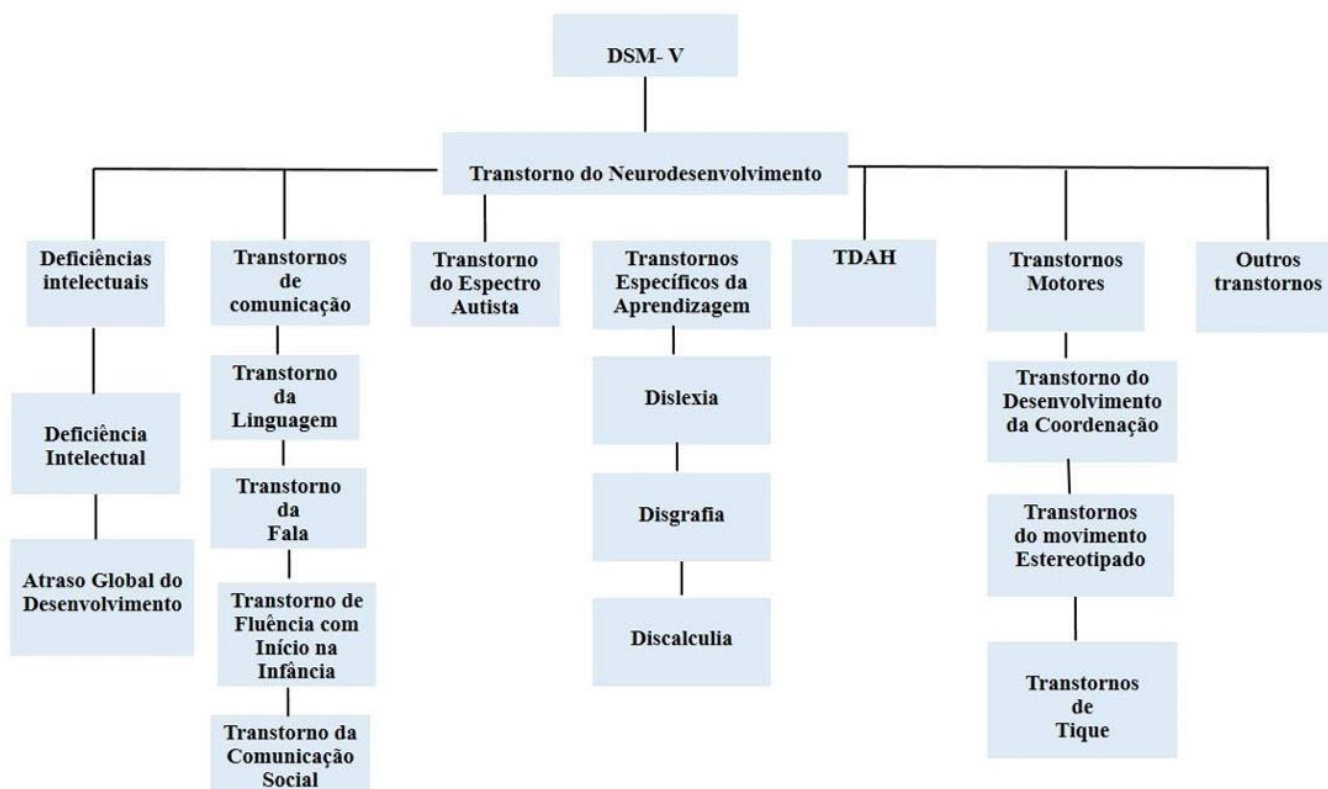 DSM- V
Transtorno do Neurodesenvolvimento
Deficiências
intelectuais
Deficiência
Intelectual
Atraso Global do
Desenvolvimento
Transtornos
de
comunicação
Transtorno
da
Linguagem
Transtorno
da
Fala
Transtorno de
Fluência com
Início na
Infância
Transtorno da
Comunicação
Social
Transtorno
do Espectro
Autista
Transtornos
Específicos da
Aprendizagem
Dislexia
Disgrafia
Discalculia
TDAH
Transtornos
Motores
Transtorno do
Desenvolvimento
da Coordenação
Transtornos
do movimento
Estereotipado
Transtornos
de
Tique
Outros
transtornos